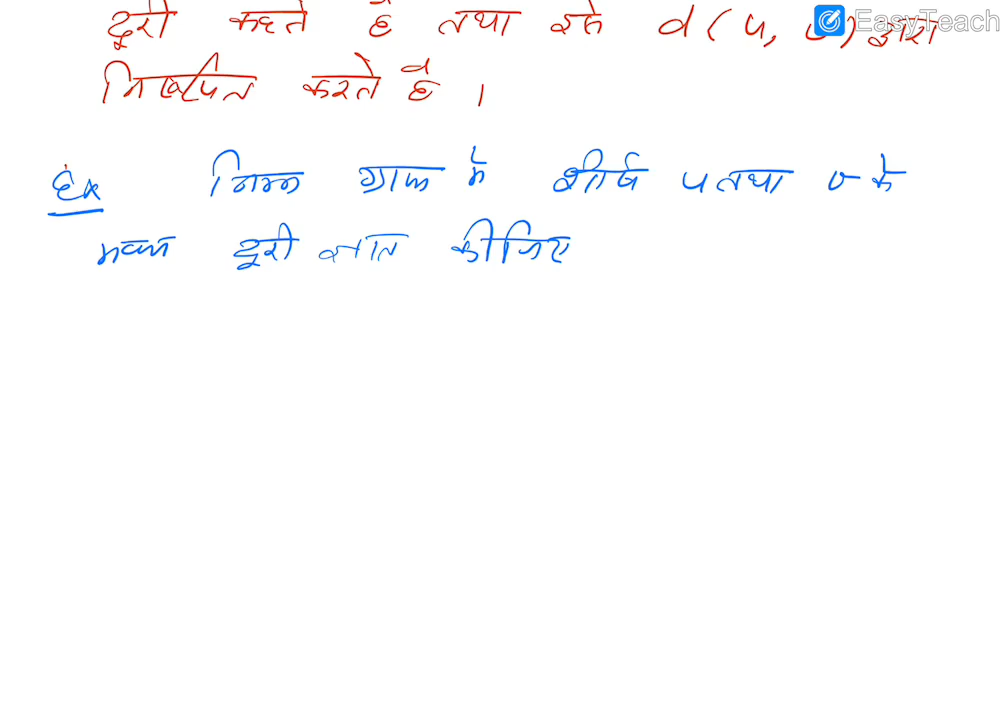 दूरी कहते है तथा इसे d(u, v) द्वारा
EasyTeach
निरूपित करते है ।
Ex निम्न ग्राफ मे शीर्ष u तथा v के
मध्य दूरी ज्ञात कीजिए